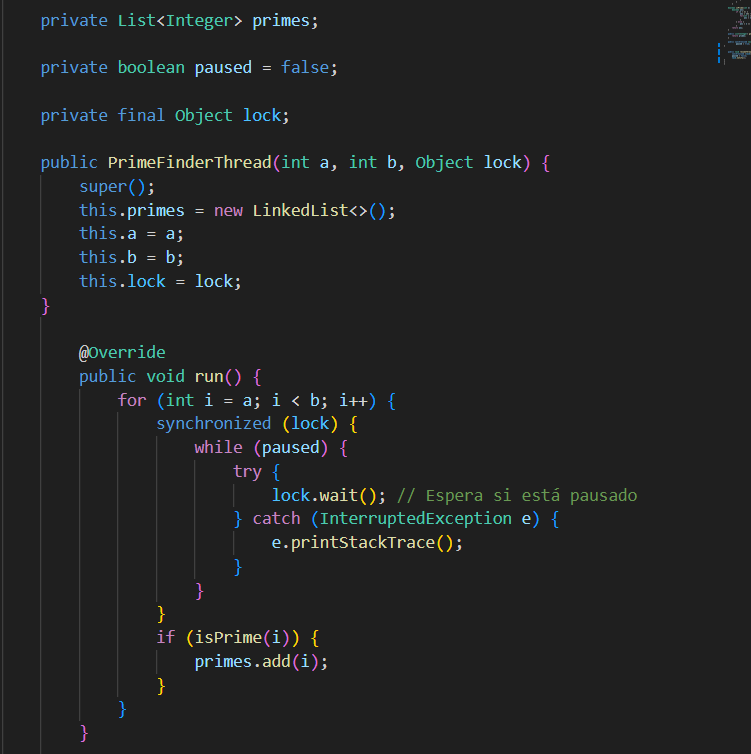 private List<Integer> primes;
private boolean paused = false;
private final Object lock;
public PrimeFinderThread(int a, int b, Object lock) {
super();
this.primes = new LinkedList<>();
this.a = a;
this.b = b;
this.lock = lock;
}
@Override
public void run() {
for (int i = a; i < b; i++) {
synchronized (lock) {
while (paused) {
try {
lock.wait(); // Espera si está pausado
} catch (InterruptedException e) {
e.printStackTrace();
}
}
}
if (isPrime(i)) {
primes.add(i);
}
}
}